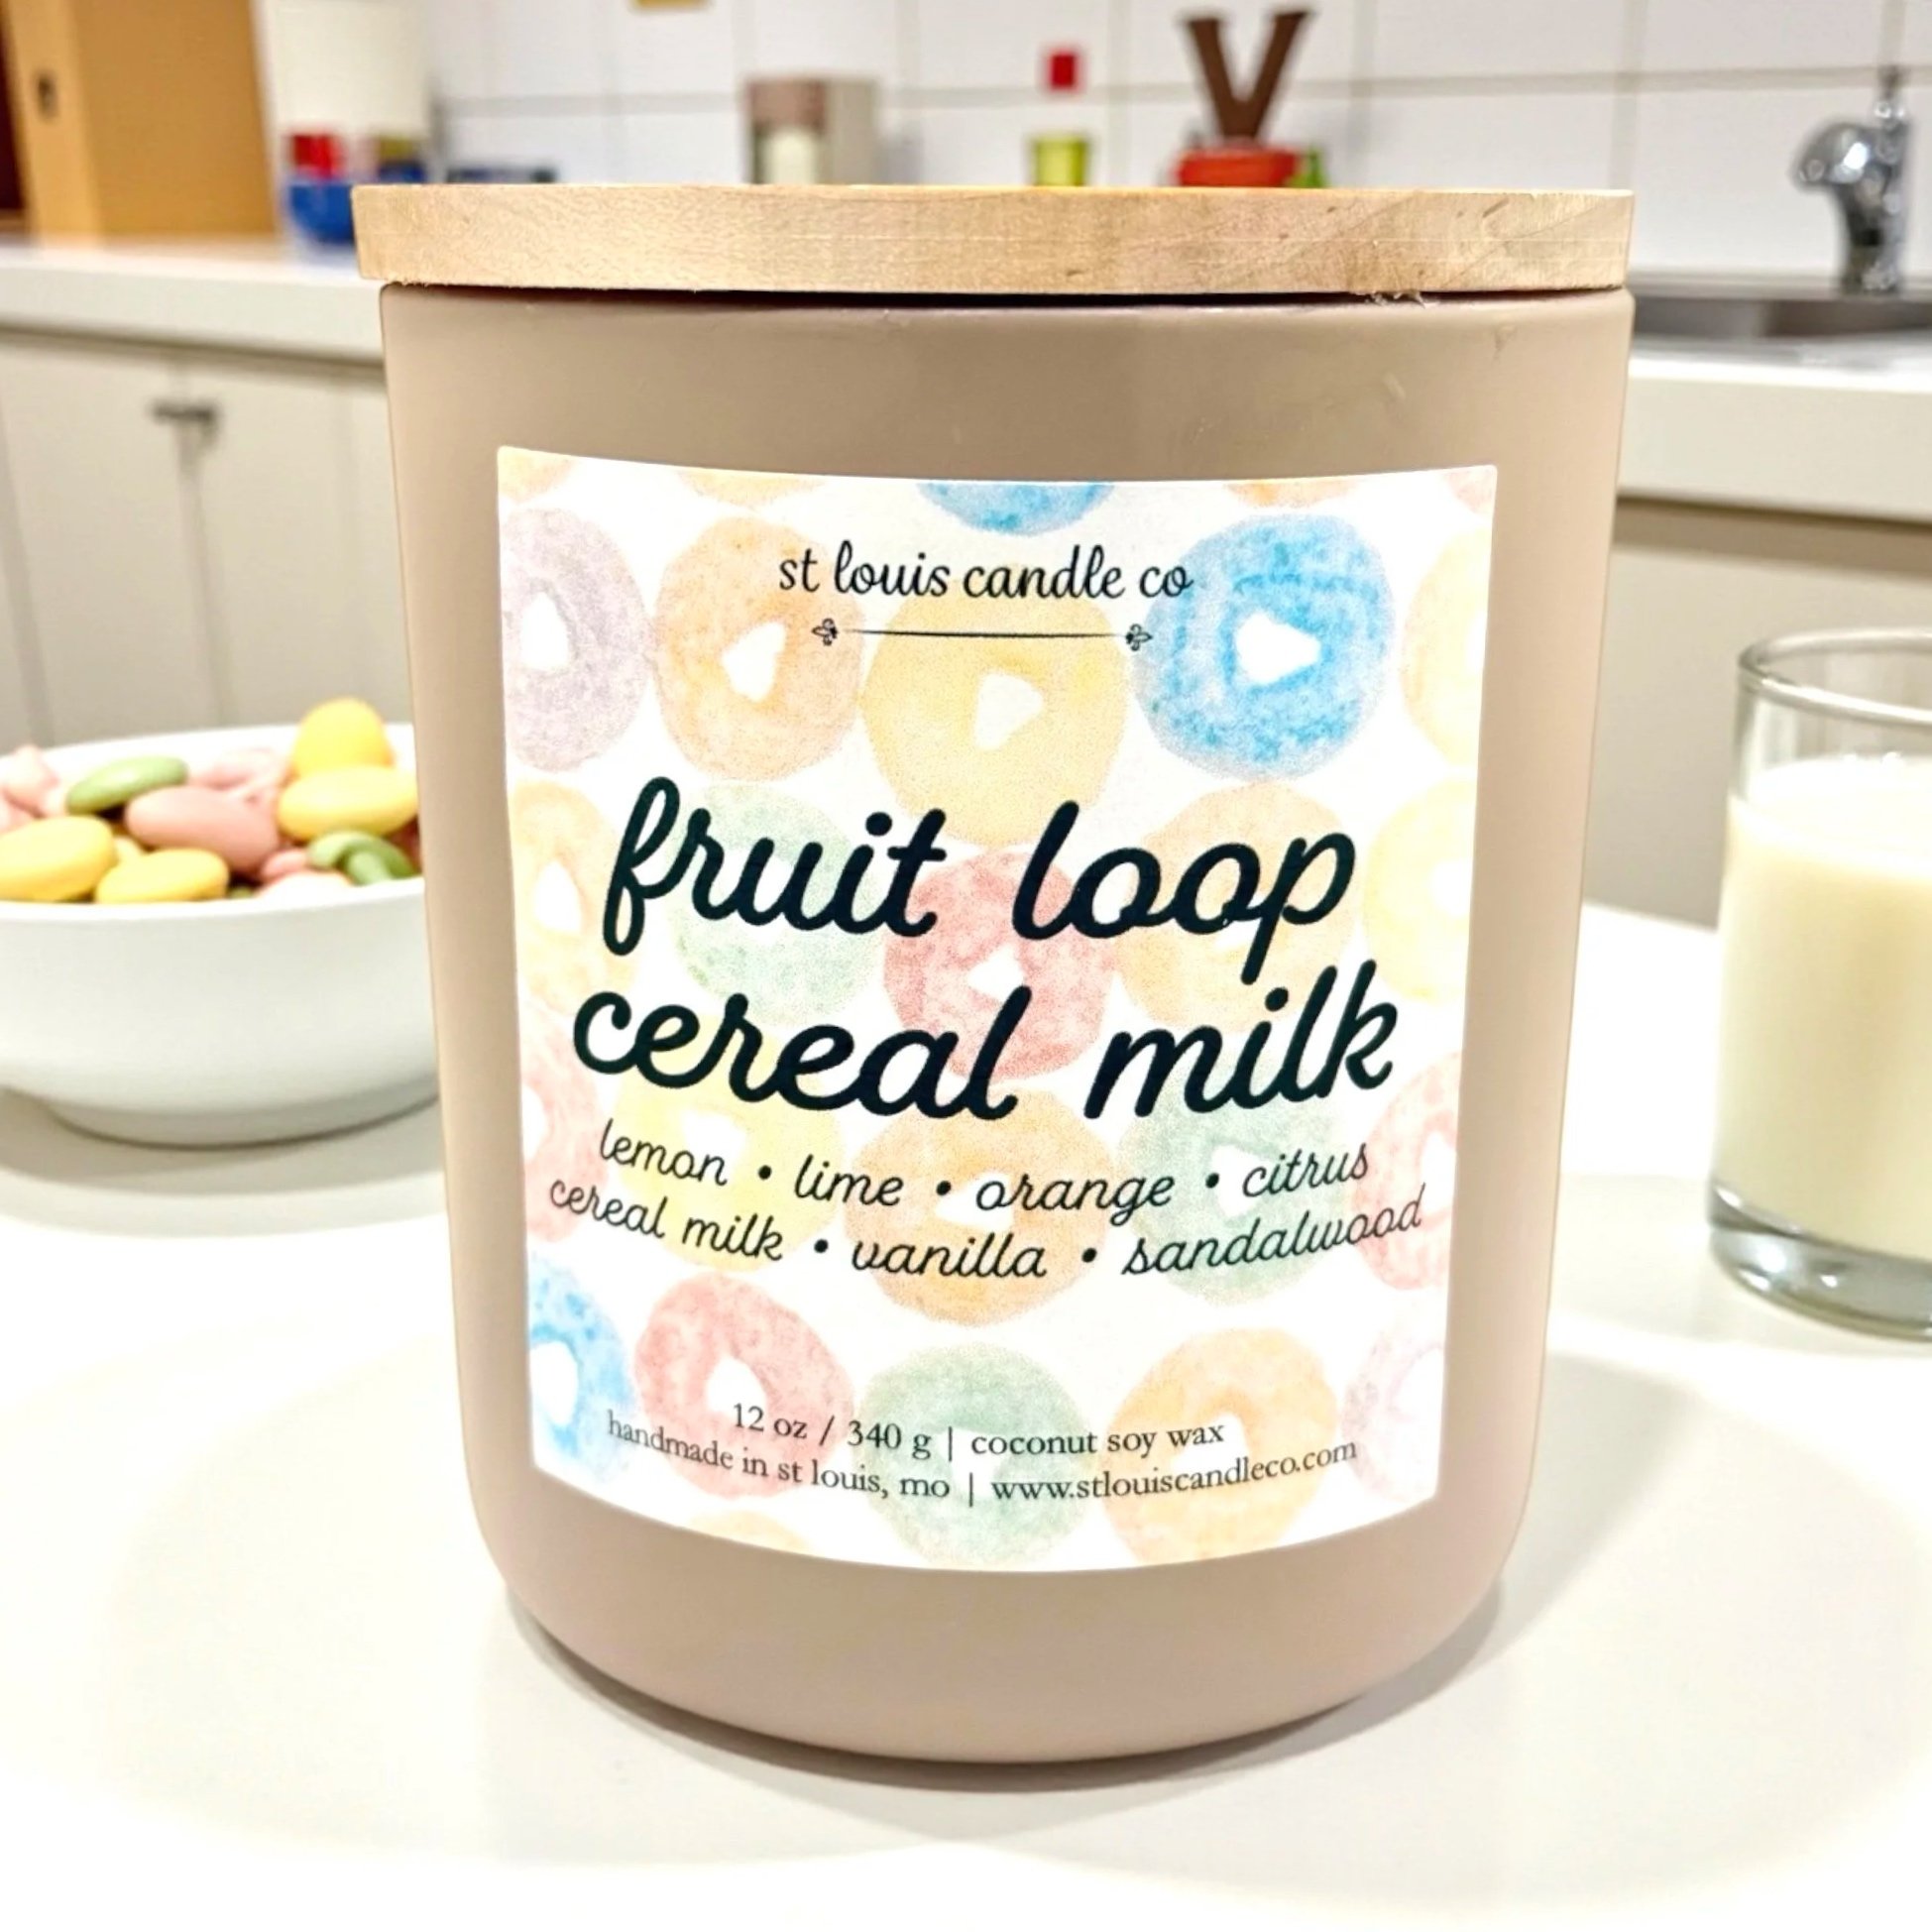 st louis candle co
fruit loop
cereal milk
lemon • lime • orange • citrus
cereal milk • vanilla • sandalwood
12 oz / 340 g | coconut soy wax
handmade in st louis, mo | www.stlouiscandleco.com
V